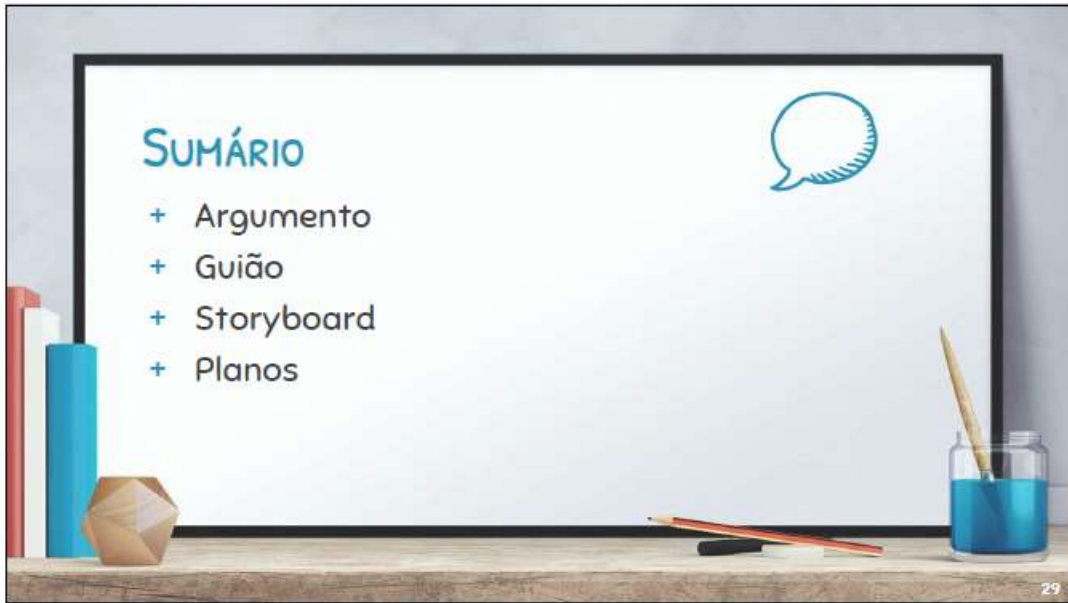 SUMÁRIO
+ Argumento
+ Guião
+ Storyboard
+ Planos
29